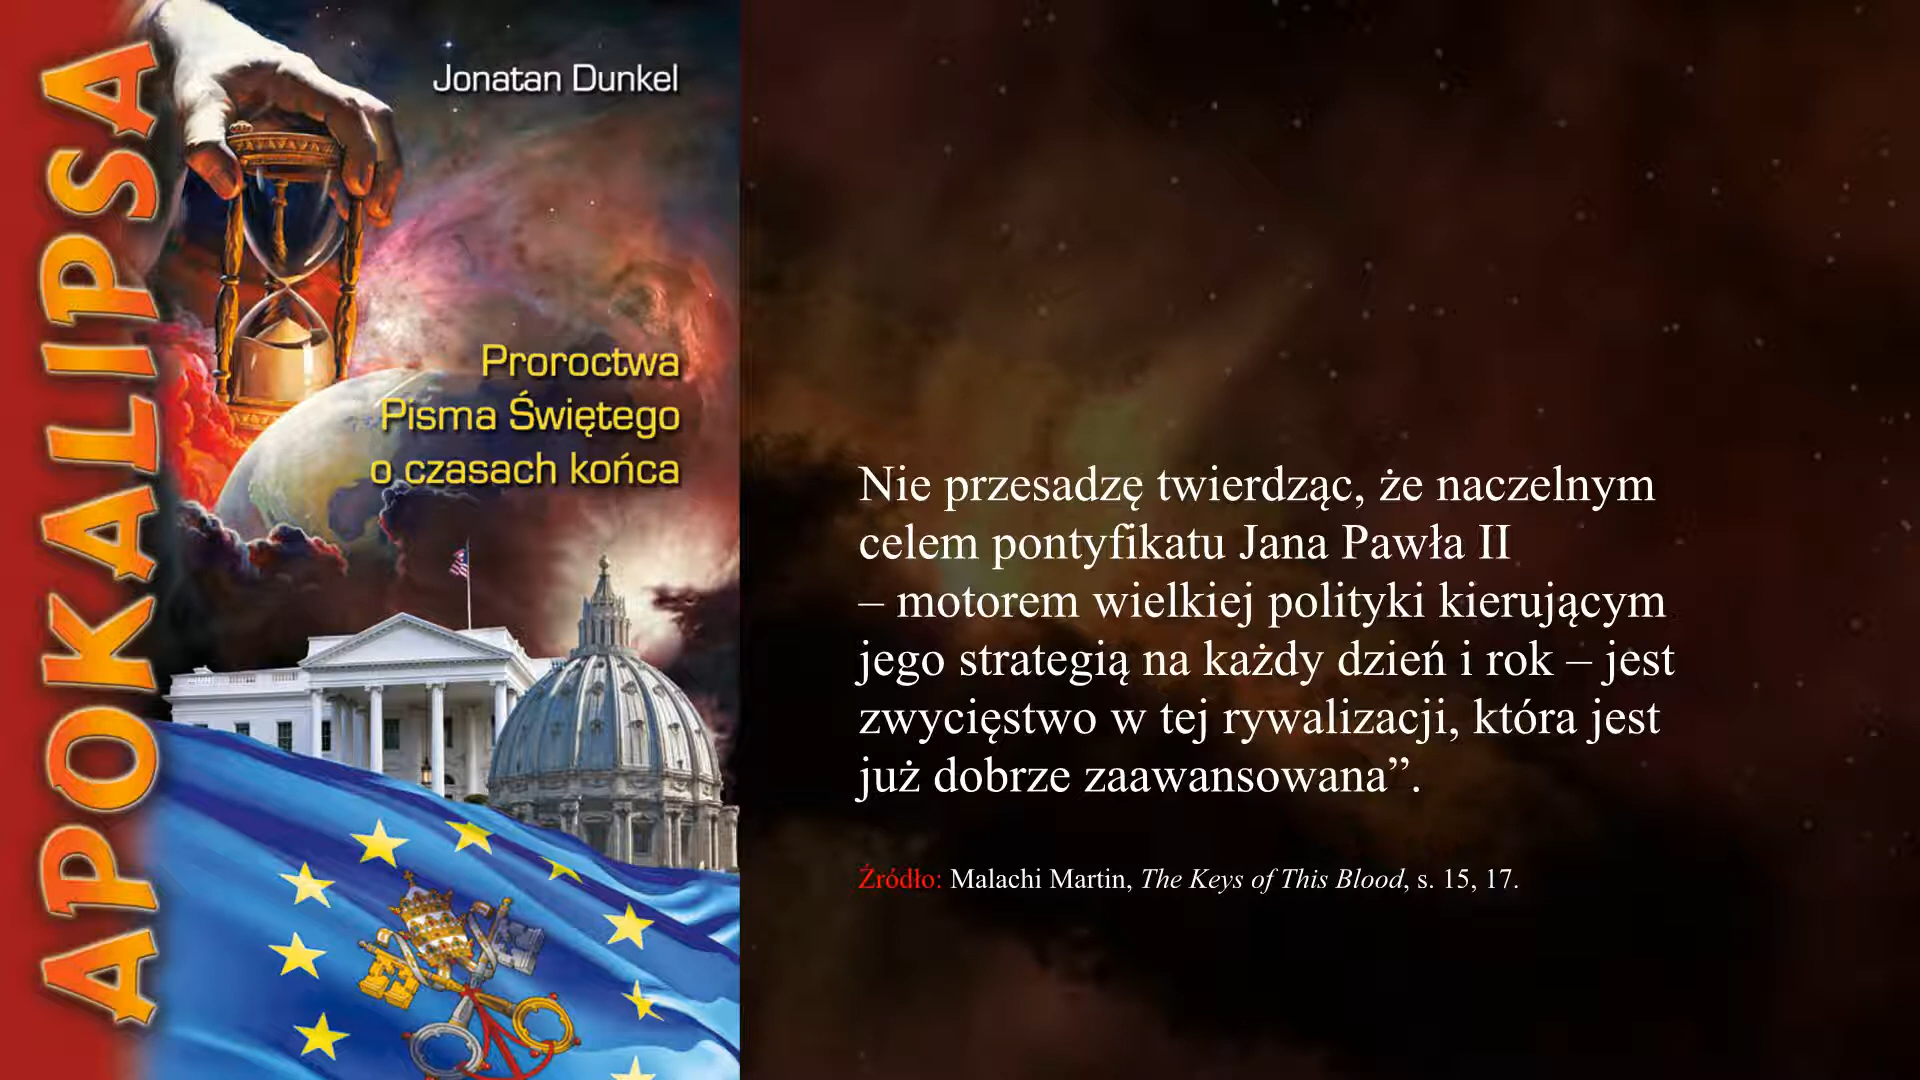 APOKALIPSA
Jonatan Dunkel
Proroctwa
Pisma Świętego
o czasach końca
Nie przesadzę twierdząc, że naczelnym
celem pontyfikatu Jana Pawła II
– motorem wielkiej polityki kierującym
jego strategią na każdy dzień i rok – jest
zwycięstwo w tej rywalizacji, która jest
już dobrze zaawansowana”.
Źródło: Malachi Martin, The Keys of This Blood, s. 15, 17.